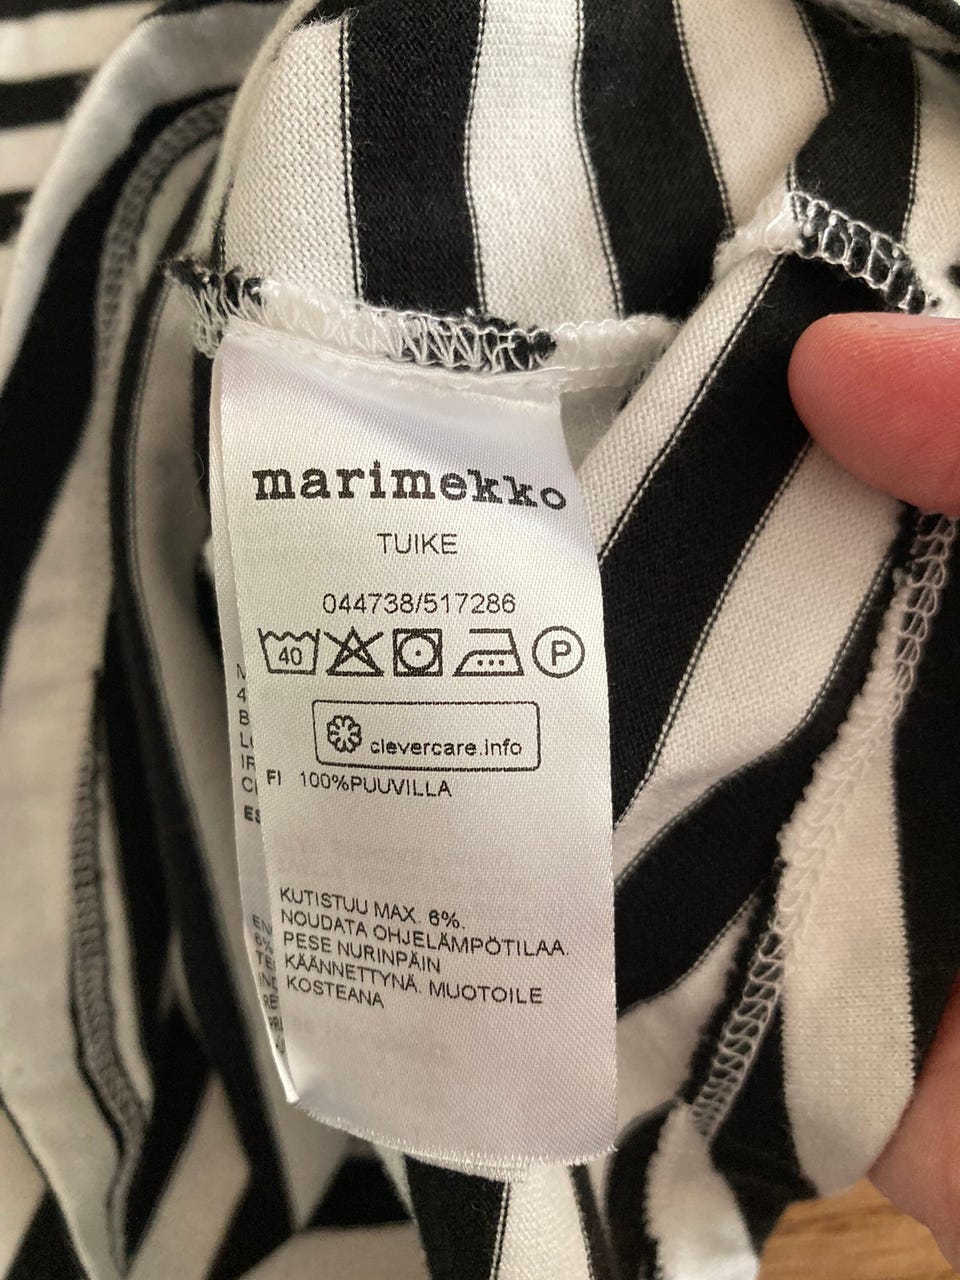 marimekko
TUIKE
044738/517286
40
P
clevercare.info
FI 100%PUUVILLA
KUTISTUU MAX. 6%.
NOUDATA OHJELÄMPÖTILAA.
PESE NURINPÄIN
KÄÄNNETTYNÄ. MUOTOILE
KOSTEANA